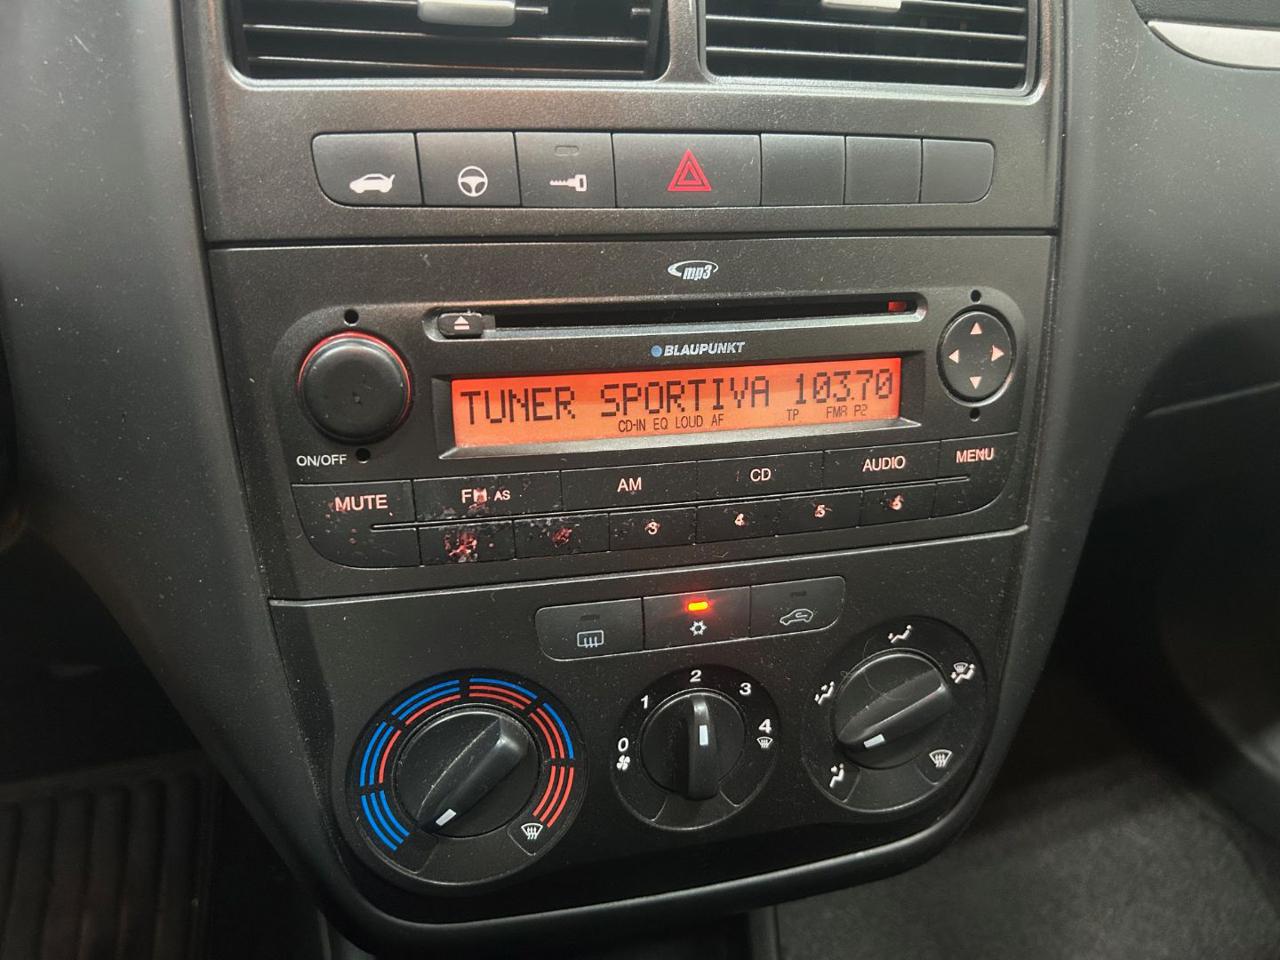 mp3
BLAUPUNKT
TUNER SPORTIVA 103.70
CD-IN EQ LOUD AF TP FMA P2
ON/OFF
MUTE FM AS AM CD AUDIO MENU
3 4 5 6
0 1 2 3 4